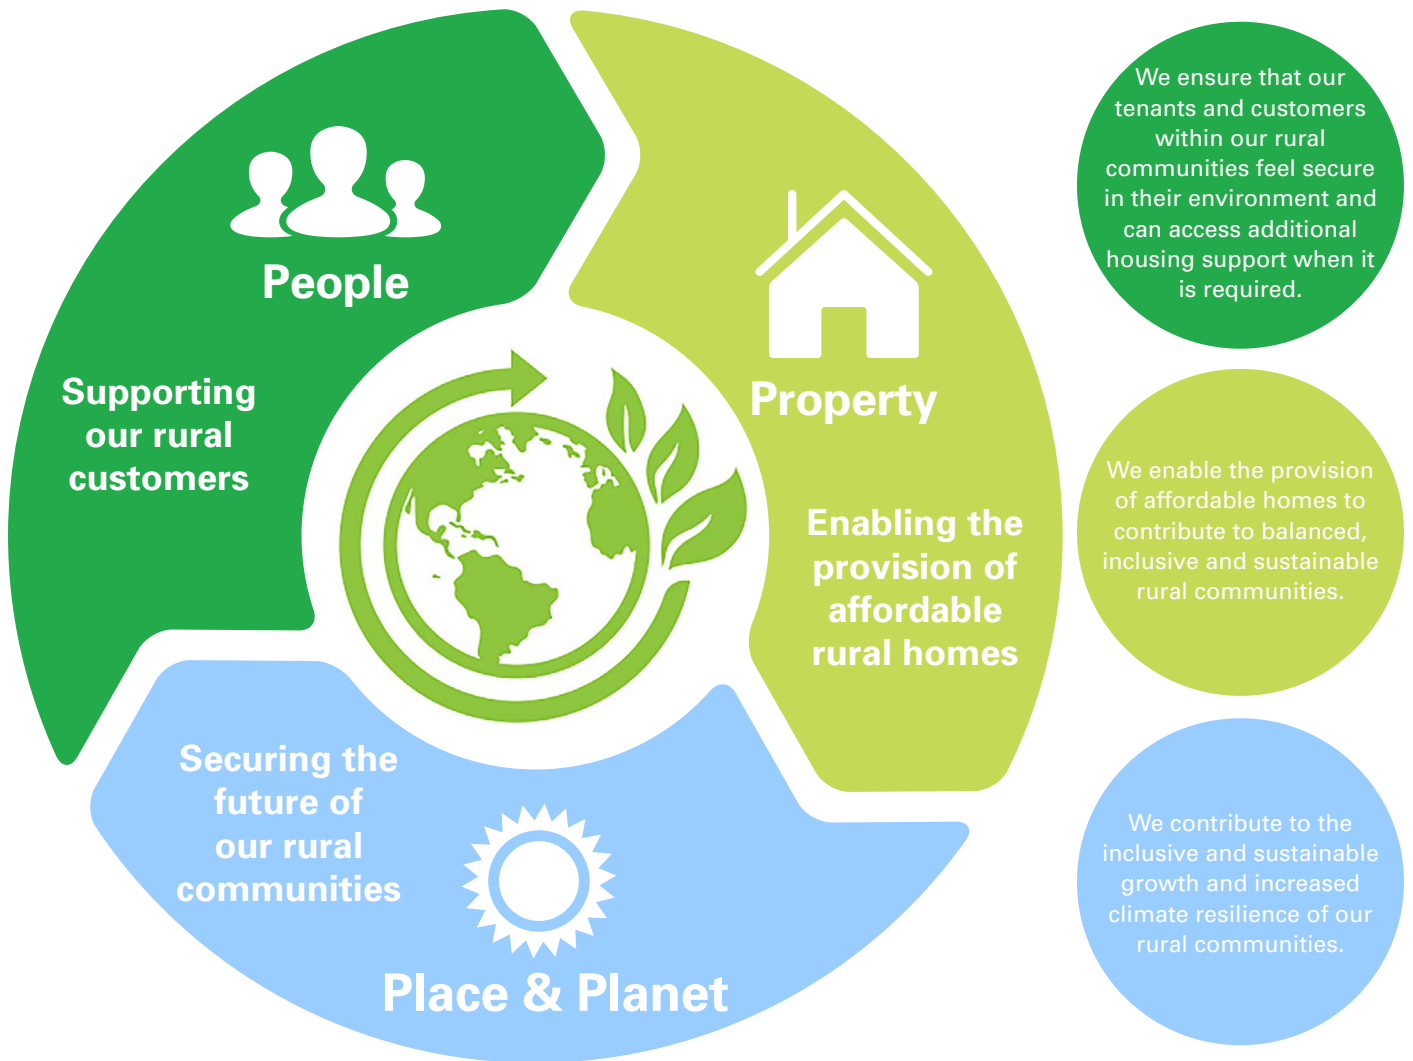 People
Supporting
our rural
customers
Property
Enabling the
provision of
affordable
rural homes
Securing the
future of
our rural
communities
Place & Planet
We ensure that our
tenants and customers
within our rural
communities feel secure
in their environment and
can access additional
housing support when it
is required.
We enable the provision
of affordable homes to
contribute to balanced,
inclusive and sustainable
rural communities.
We contribute to the
inclusive and sustainable
growth and increased
climate resilience of our
rural communities.